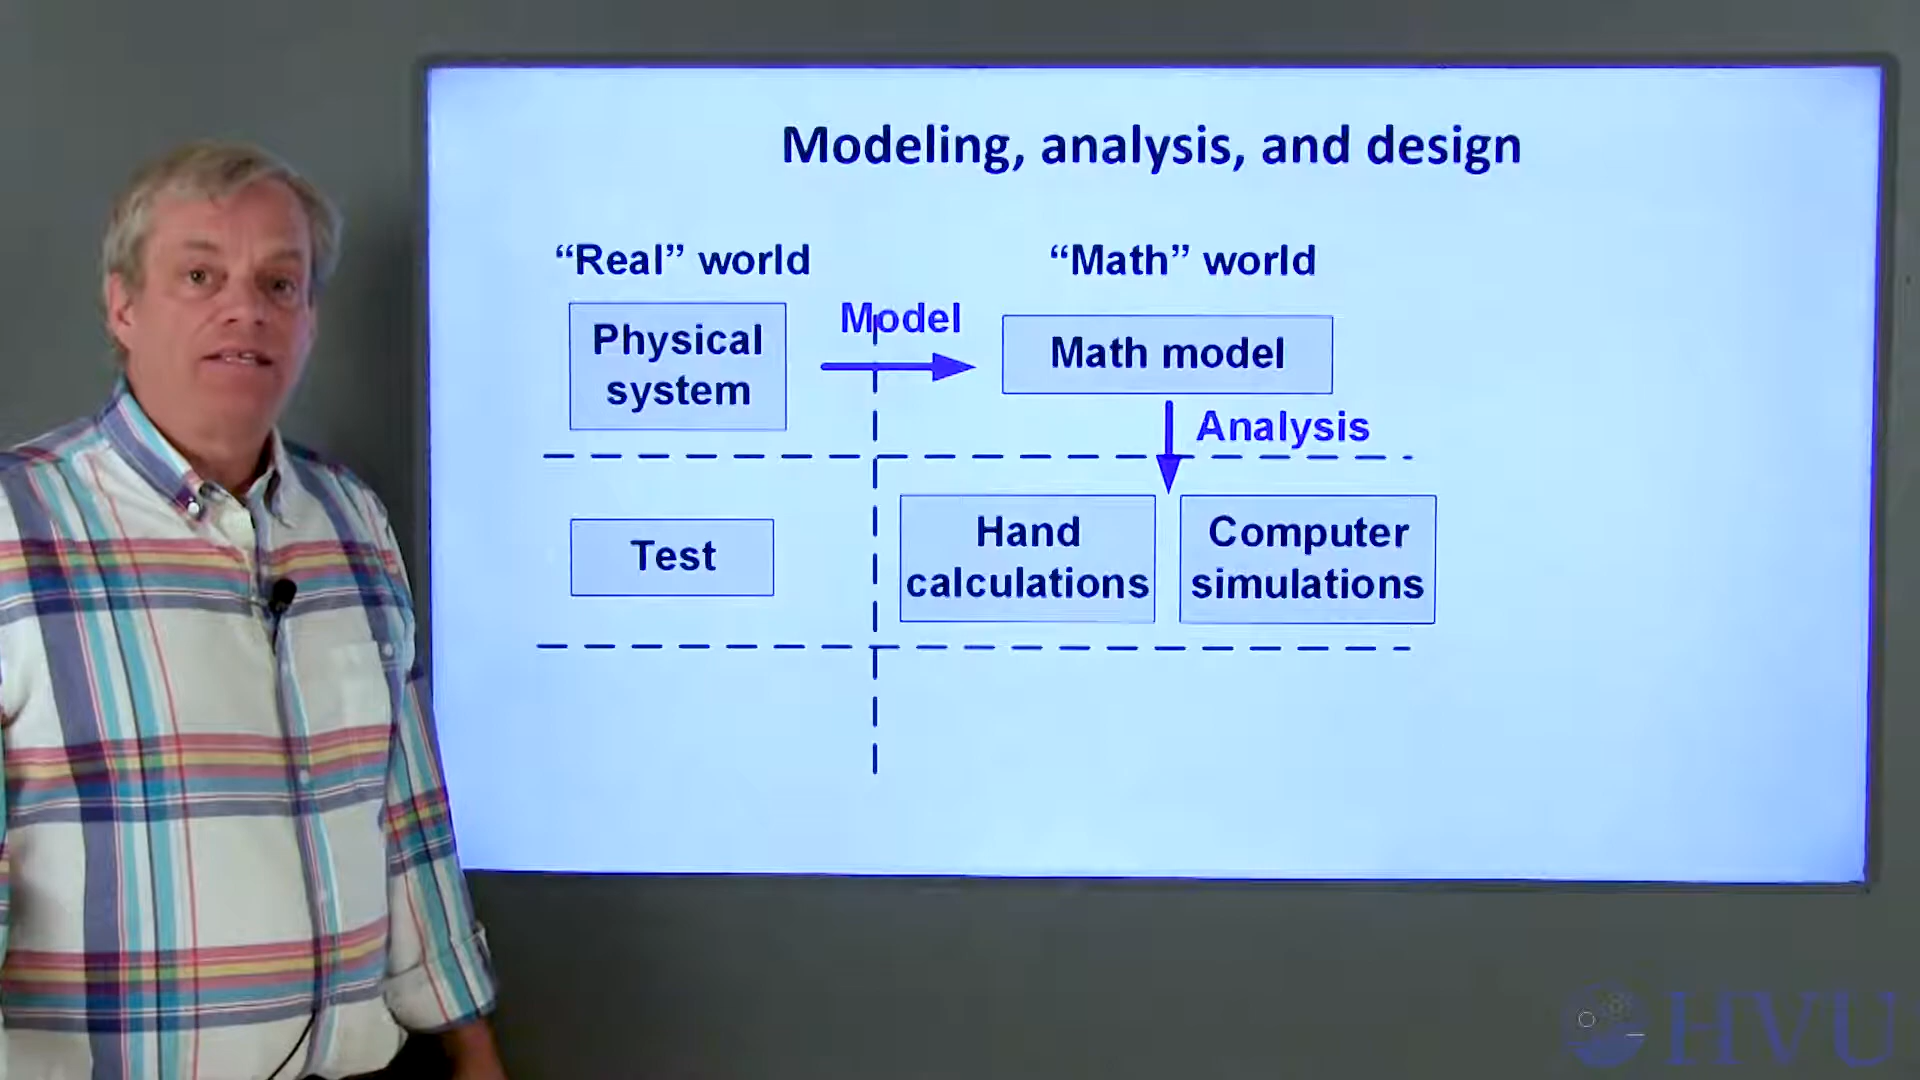 Modeling, analysis, and design
“Real” world
“Math” world
Physical
system
Model
Math model
Analysis
Test
Hand
calculations
Computer
simulations
HVU